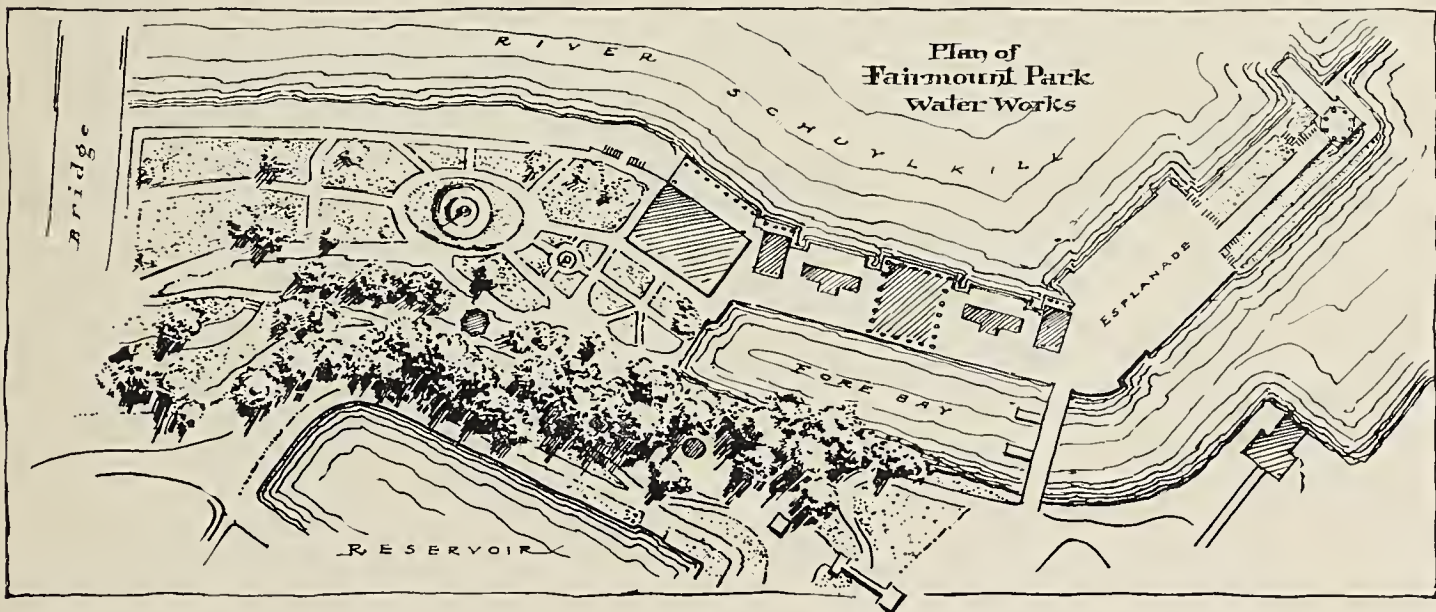 Plan of
Fairmount Park
Water Works
RIVER SCHUYLKILL
Bridge
ESPLANADE
FORE BAY
RESERVOIR